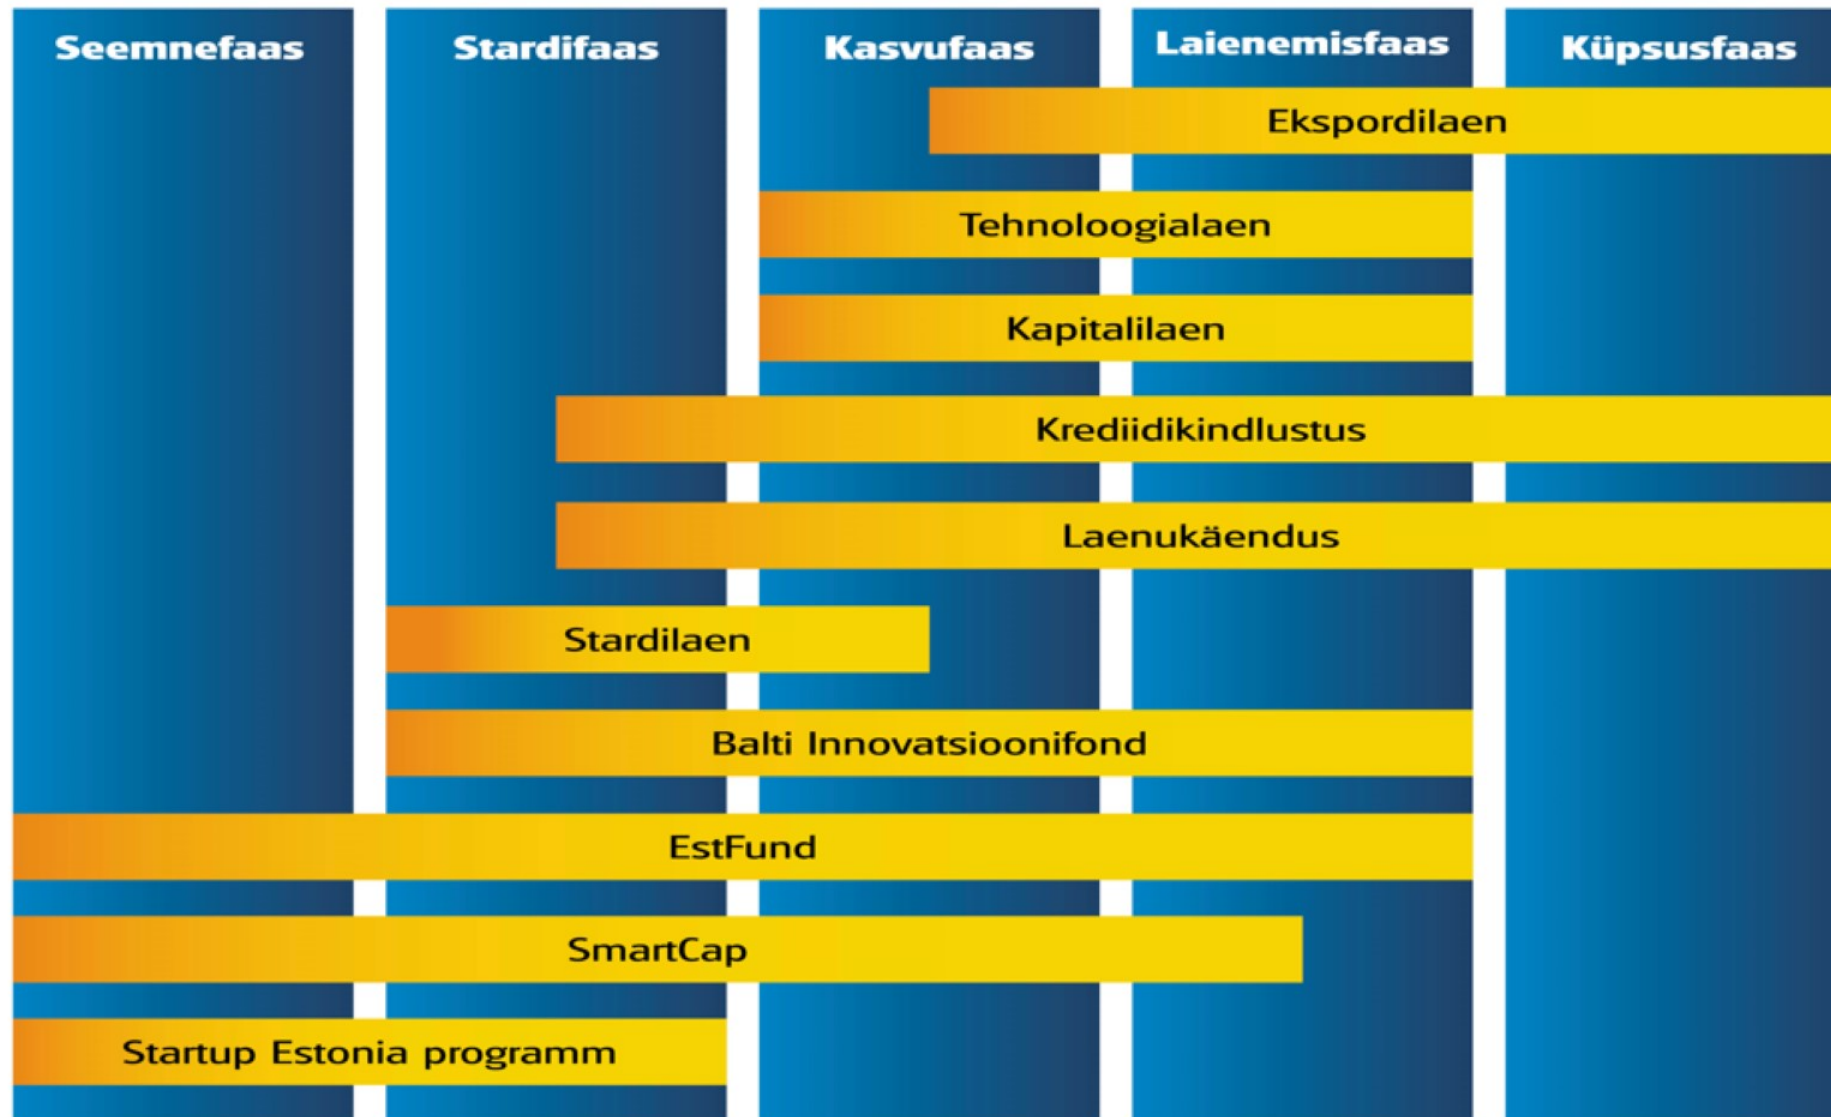 Seemnefaas
Stardifaas
Kasvufaas
Laienemisfaas
Küpsusfaas
Ekspordilaen
Tehnoloogialaen
Kapitalilaen
Krediidikindlustus
Laenukäendus
Stardilaen
Balti Innovatsioonifond
EstFund
SmartCap
Startup Estonia programm